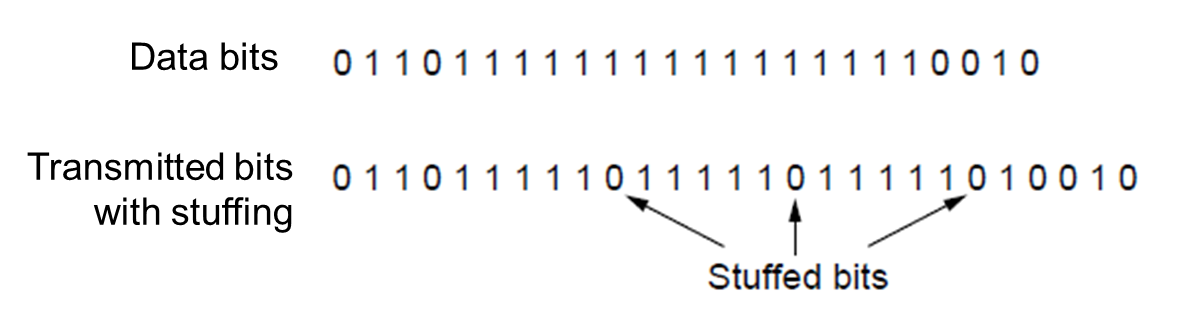 Data bits 0 1 1 0 1 1 1 1 1 1 1 1 1 1 1 1 1 1 1 1 0 0 1 0
Transmitted bits
with stuffing
0 1 1 0 1 1 1 1 1 0 1 1 1 1 1 0 1 1 1 1 1 0 1 0 0 1 0
Stuffed bits